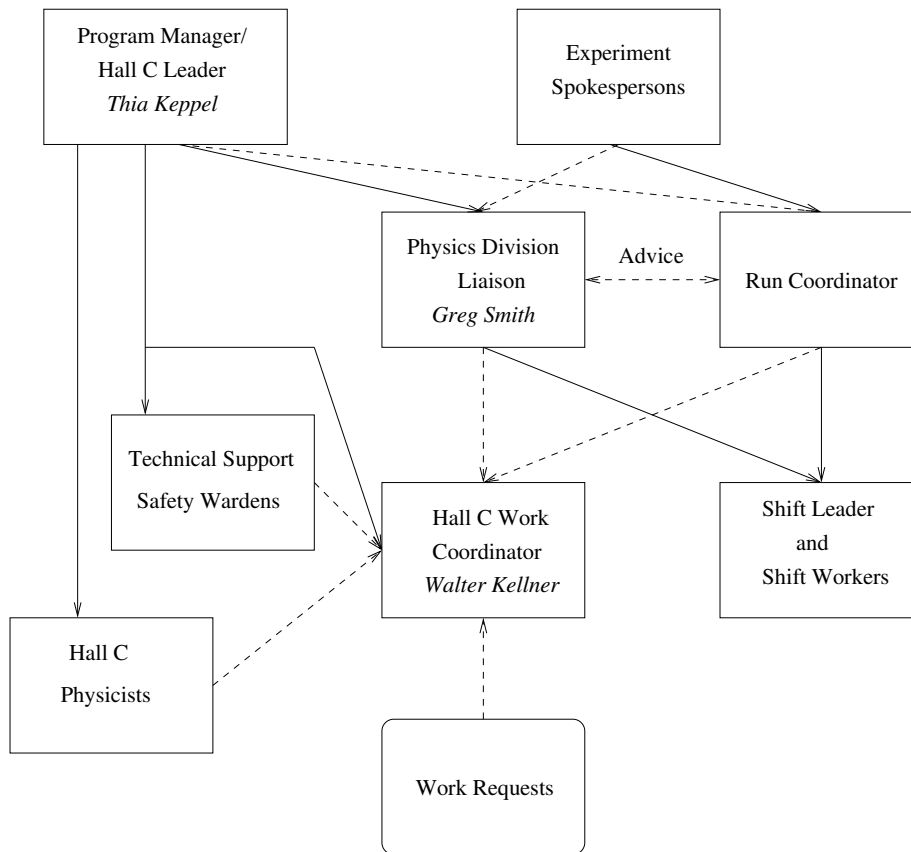 Program Manager/
Hall C Leader
Thia Keppel
Experiment
Spokespersons
Physics Division
Liaison
Greg Smith
Advice
Run Coordinator
Technical Support
Safety Wardens
Hall C Work
Coordinator
Walter Kellner
Shift Leader
and
Shift Workers
Hall C
Physicists
Work Requests